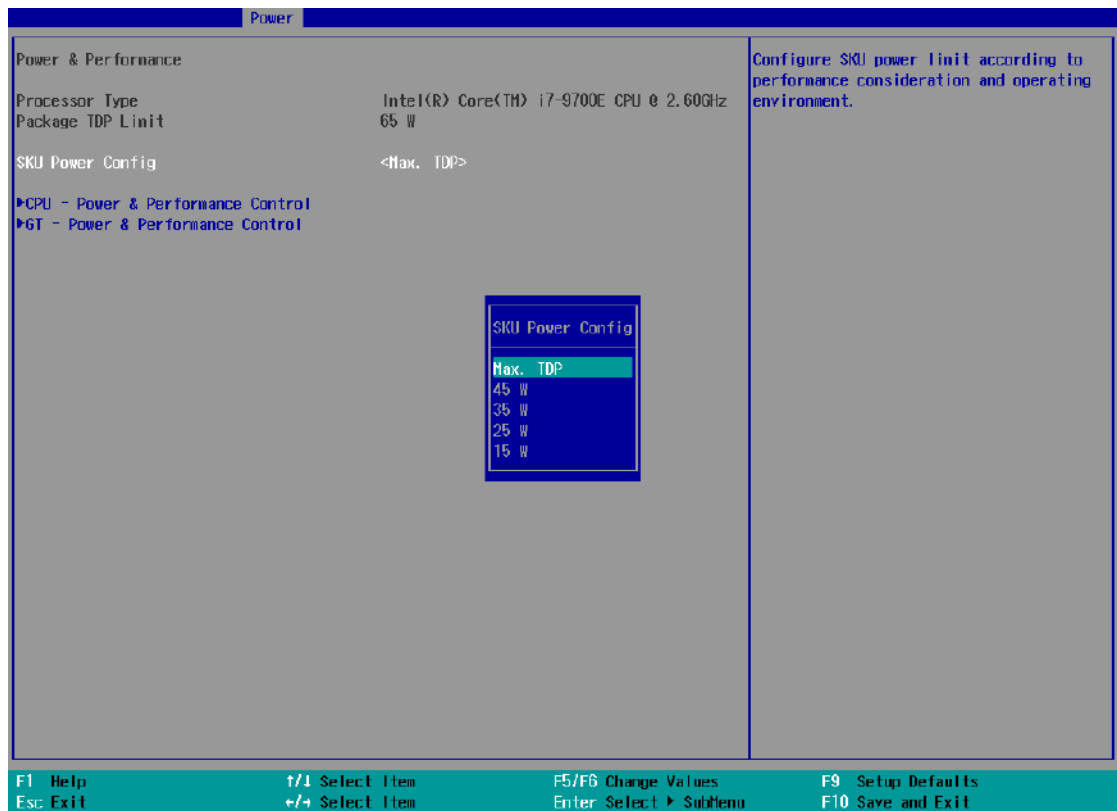 Power
Power & Performance
Processor Type Intel(R) Core(TM) i7-9700E CPU @ 2.60GHz
Package TDP Limit 65 W
SKU Power Config <Max. TDP>
►CPU - Power & Performance Control
►GT - Power & Performance Control
Configure SKU power limit according to
performance consideration and operating
environment.
SKU Power Config
Max. TDP
45 W
35 W
25 W
15 W
F1 Help ↑/↓ Select Item F5/F6 Change Values F9 Setup Defaults
Esc Exit ←/→ Select Item Enter Select ► SubMenu F10 Save and Exit